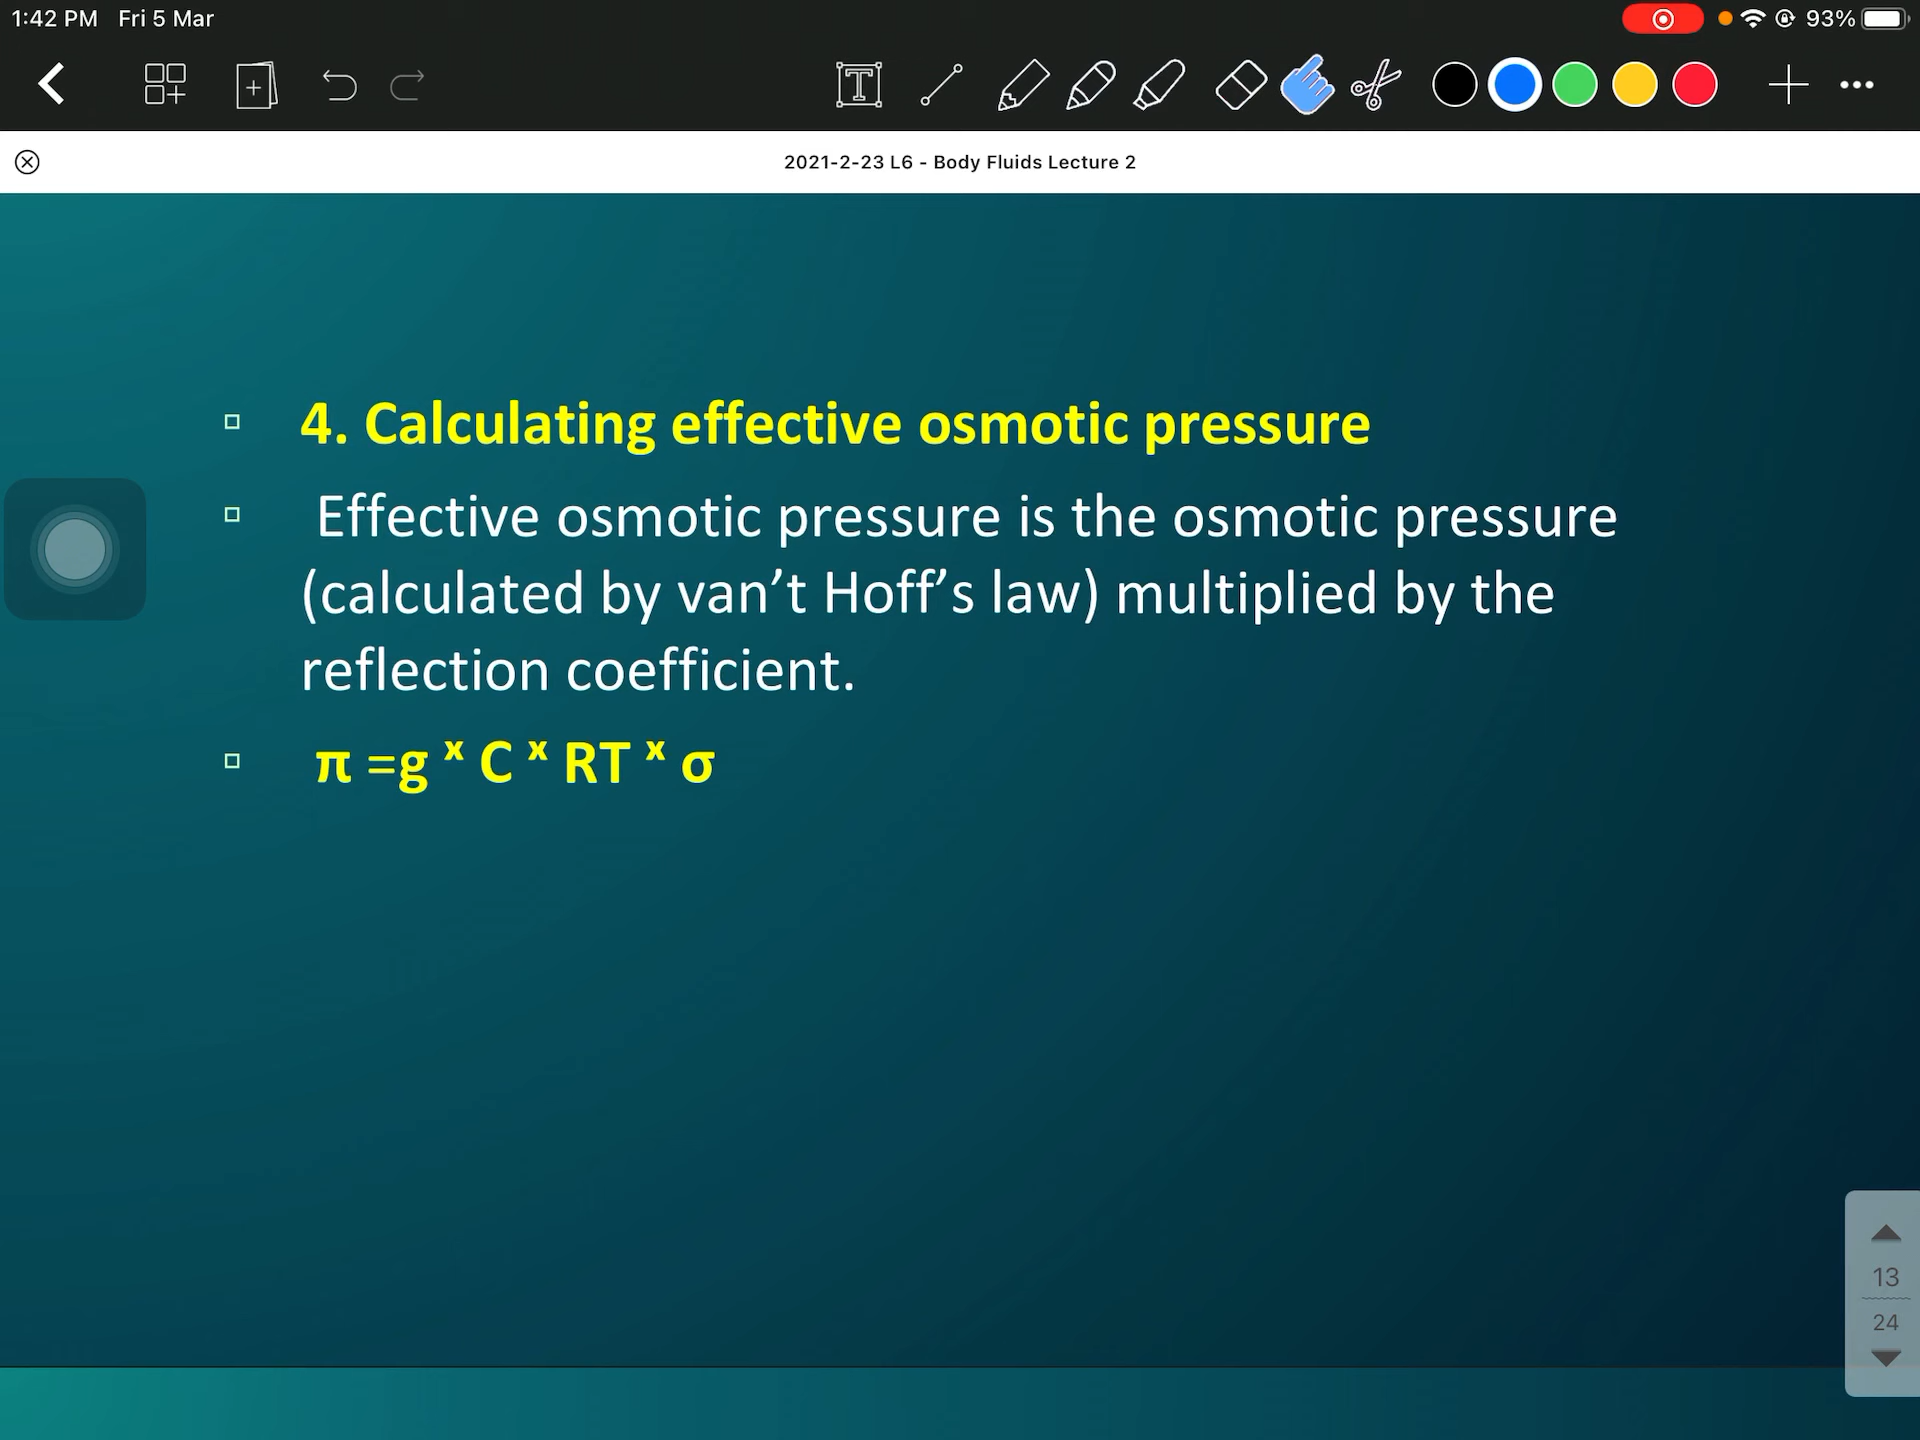 1:42 PM Fri 5 Mar
93%
T
2021-2-23 L6 - Body Fluids Lecture 2
4. Calculating effective osmotic pressure
Effective osmotic pressure is the osmotic pressure
(calculated by van’t Hoff’s law) multiplied by the
reflection coefficient.
π =g ˣ C ˣ RT ˣ σ
13
24